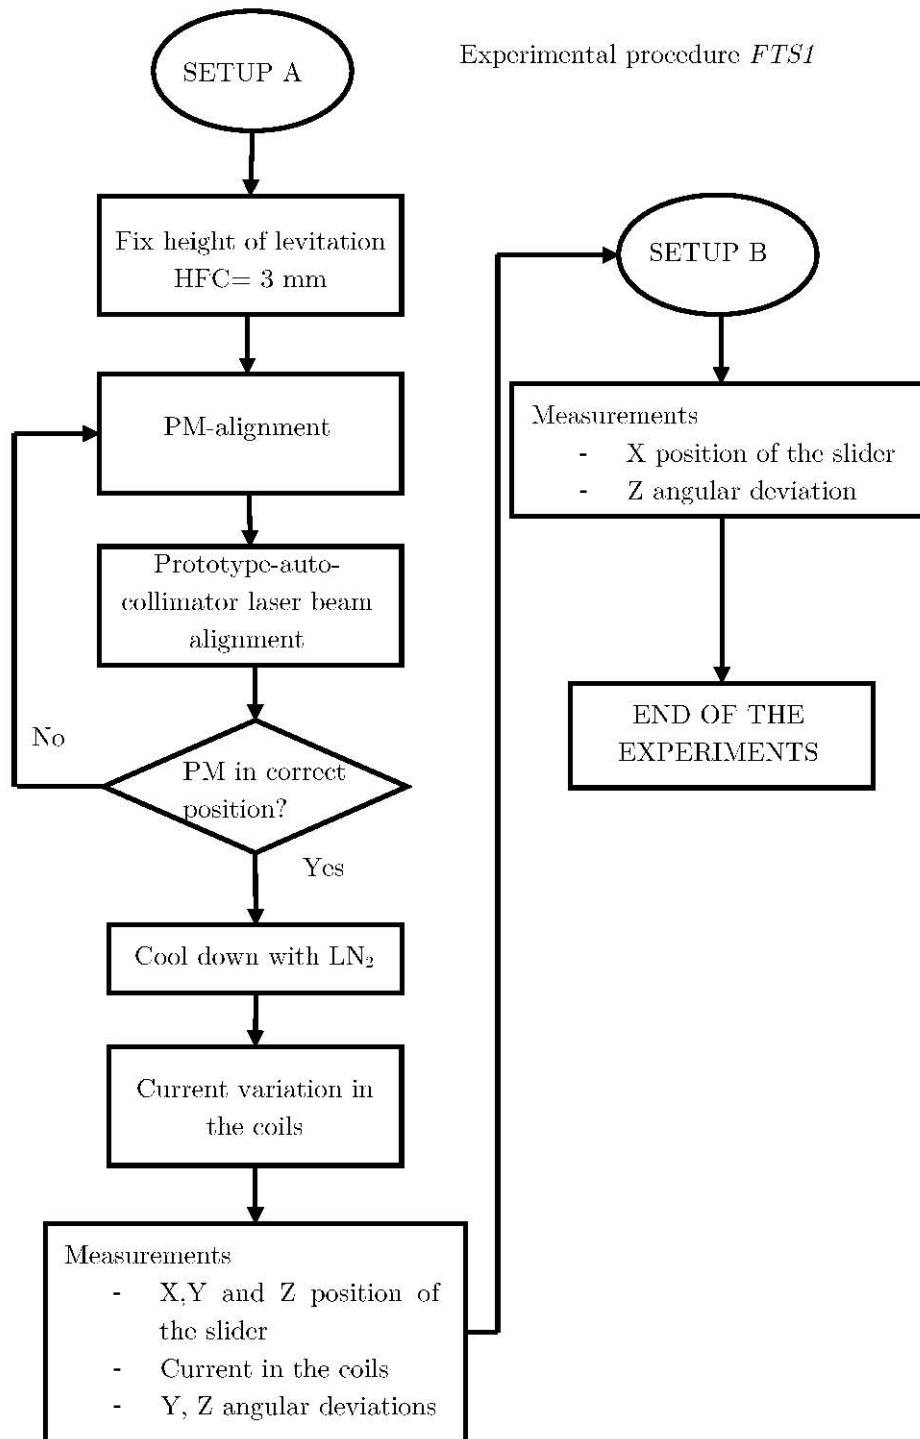 SETUP A
Experimental procedure FTS1
Fix height of levitation
HFC= 3 mm
PM-alignment
Prototype-auto-
collimator laser beam
alignment
No
PM in correct
position?
Yes
Cool down with LN₂
Current variation in
the coils
Measurements
- X,Y and Z position of
the slider
- Current in the coils
- Y, Z angular deviations
SETUP B
Measurements
- X position of the slider
- Z angular deviation
END OF THE
EXPERIMENTS